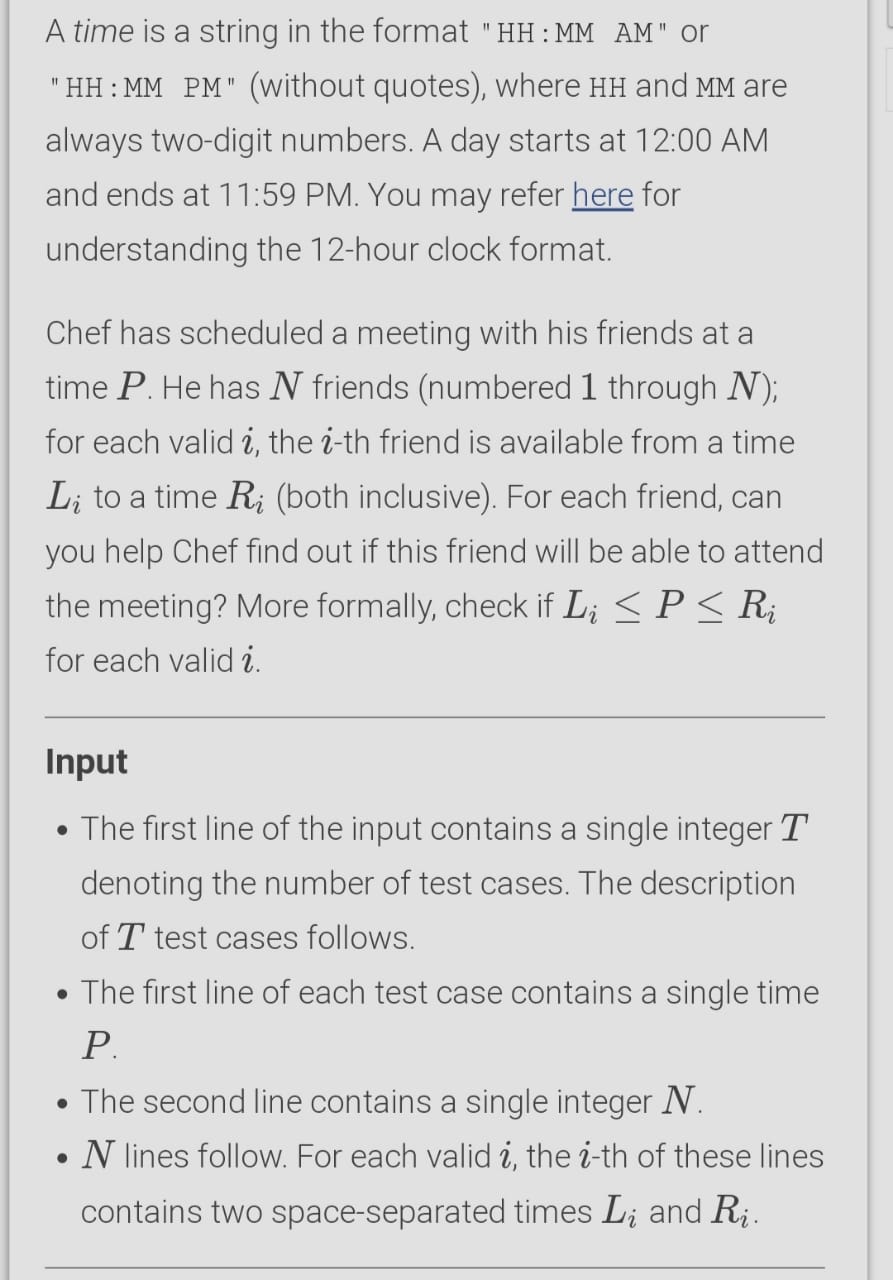 A time is a string in the format "HH:MM AM" or
"HH:MM PM" (without quotes), where HH and MM are
always two-digit numbers. A day starts at 12:00 AM
and ends at 11:59 PM. You may refer here for
understanding the 12-hour clock format.
Chef has scheduled a meeting with his friends at a
time P. He has N friends (numbered 1 through N);
for each valid i, the i-th friend is available from a time
Lᵢ to a time Rᵢ (both inclusive). For each friend, can
you help Chef find out if this friend will be able to attend
the meeting? More formally, check if Lᵢ ≤ P ≤ Rᵢ
for each valid i.
Input
• The first line of the input contains a single integer T
denoting the number of test cases. The description
of T test cases follows.
• The first line of each test case contains a single time
P.
• The second line contains a single integer N.
• N lines follow. For each valid i, the i-th of these lines
contains two space-separated times Lᵢ and Rᵢ.